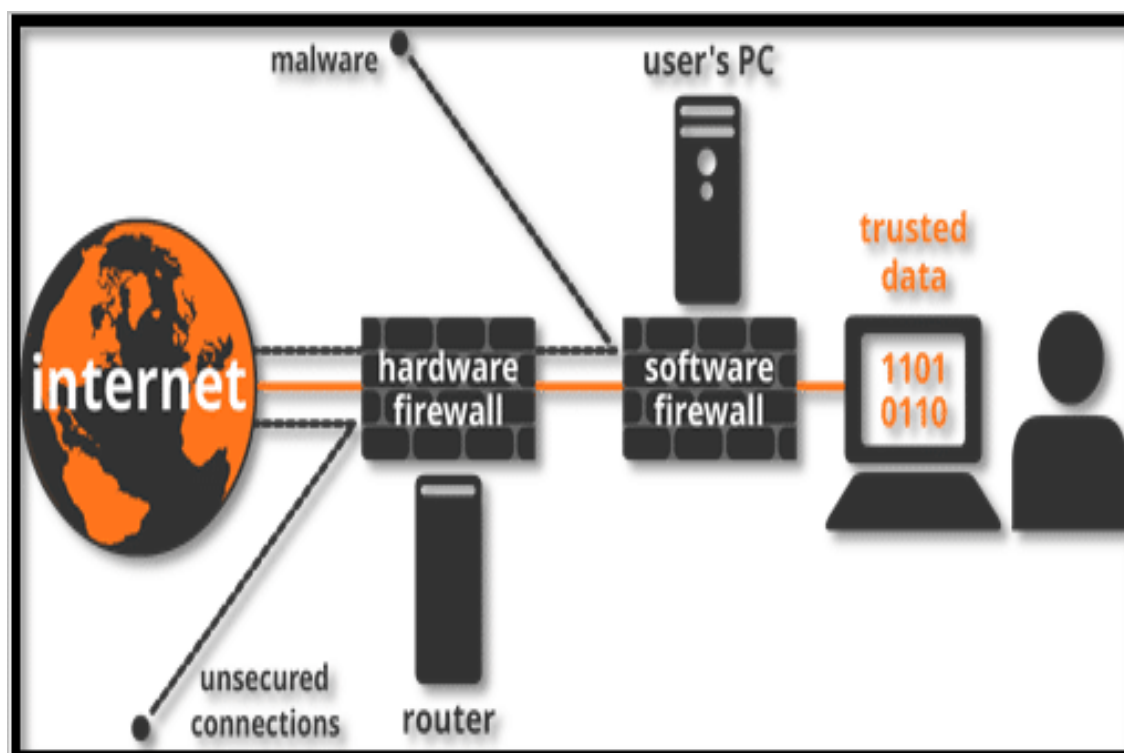 malware
user's PC
trusted
data
internet
hardware
firewall
software
firewall
1101
0110
unsecured
connections
router